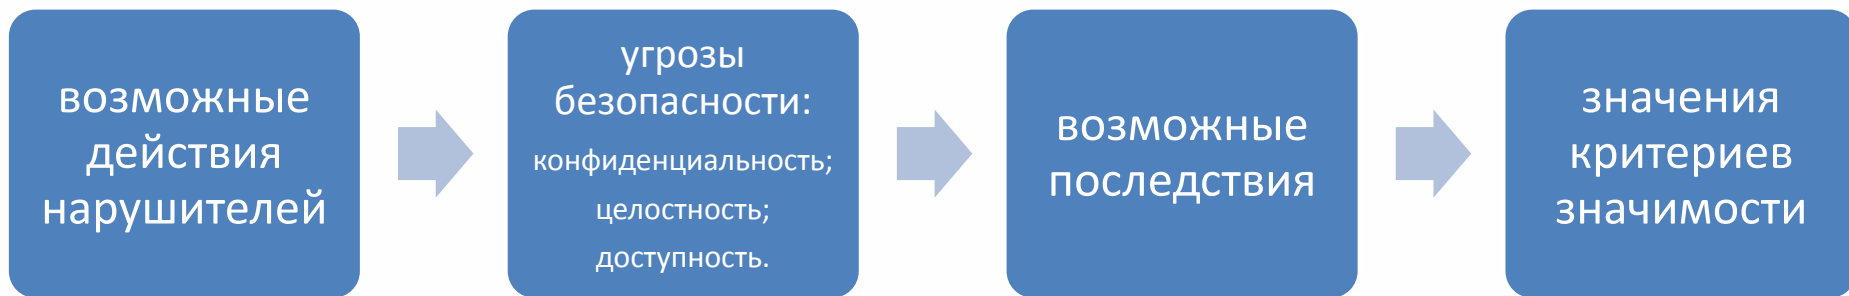 возможные
действия
нарушителей
угрозы
безопасности:
конфиденциальность;
целостность;
доступность.
возможные
последствия
значения
критериев
значимости